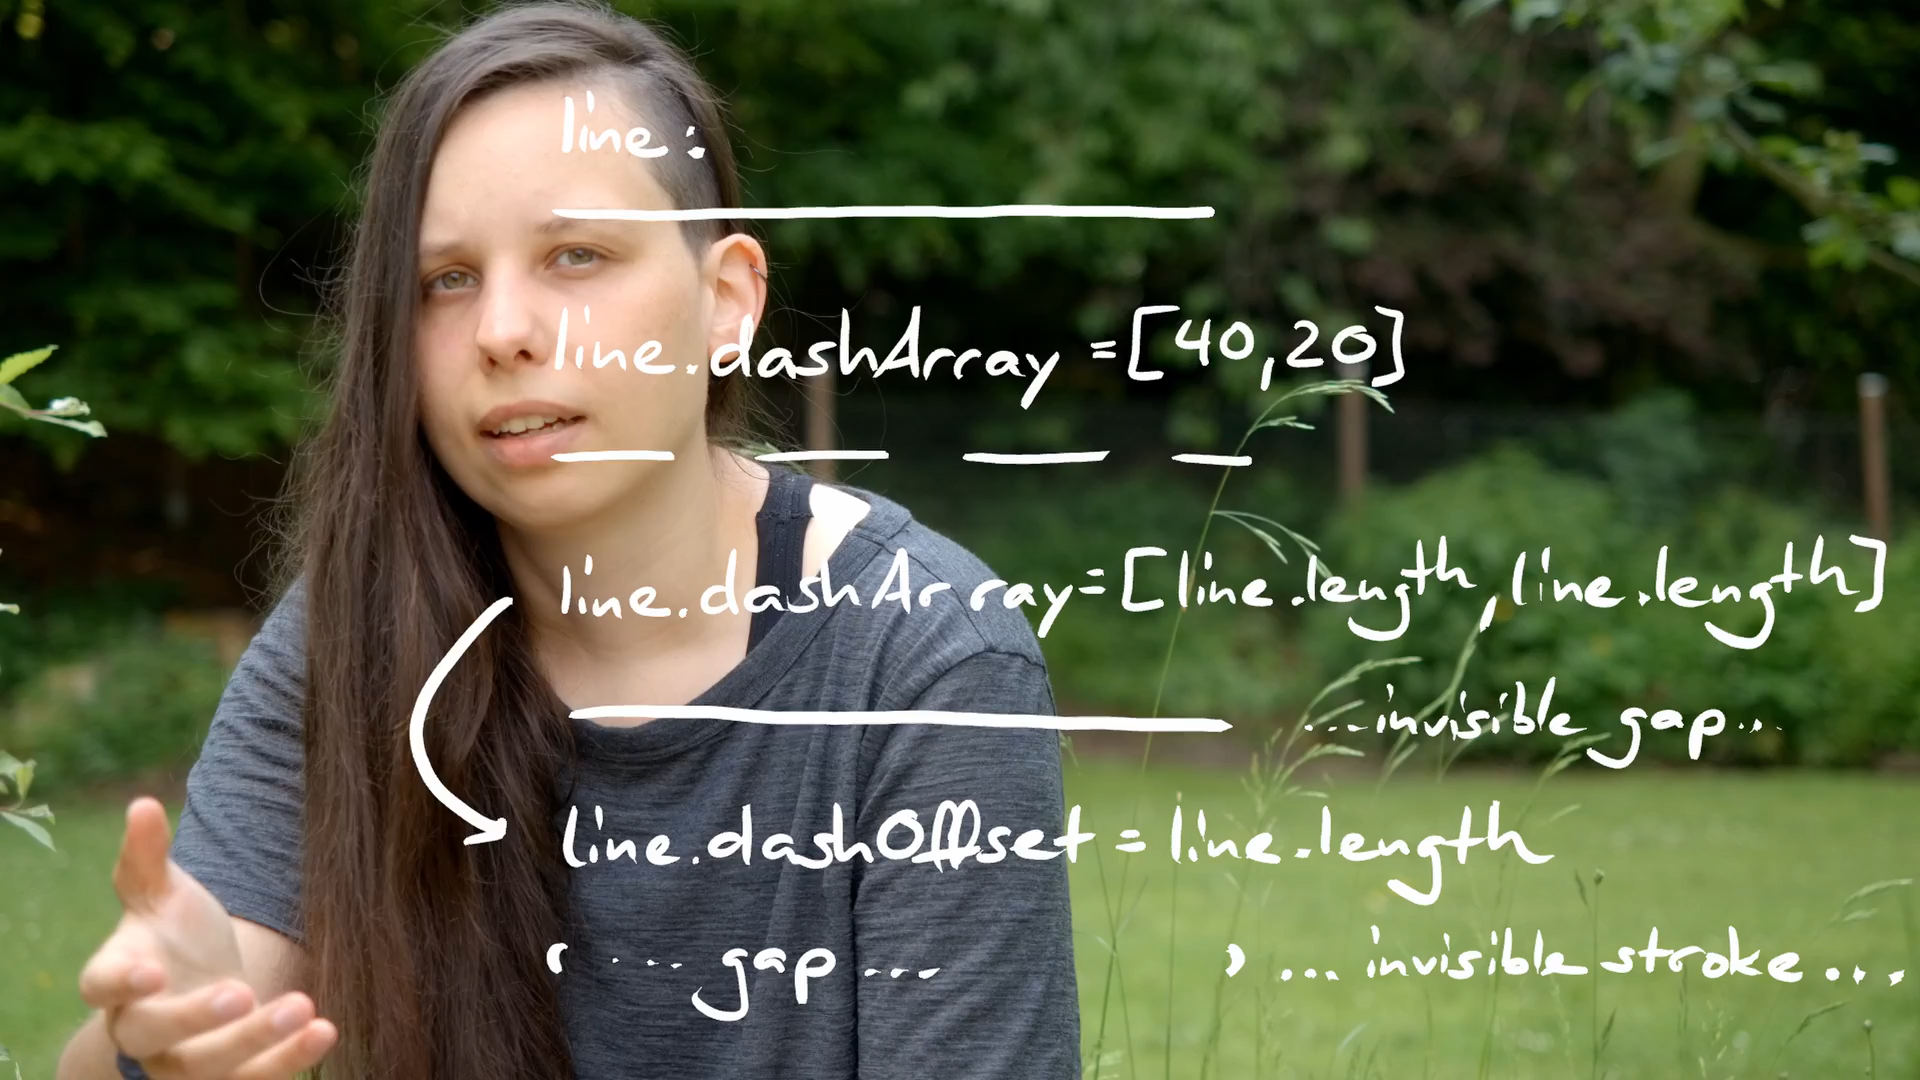 line:
line.dashArray = [40,20]
line.dashArray = [line.length, line.length]
...invisible gap...
line.dashOffset = line.length
... gap ... ... invisible stroke ...